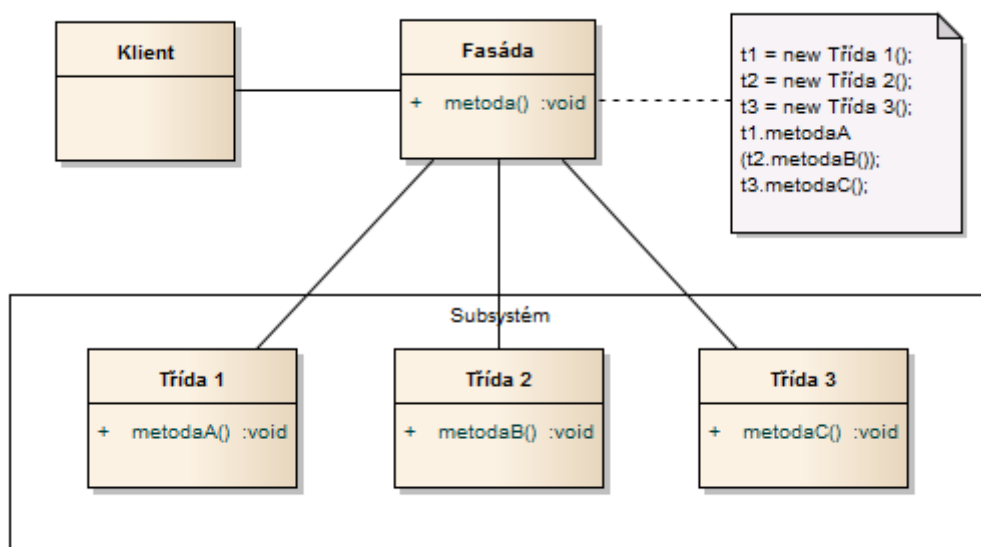 Klient
Fasáda
+ metoda() :void
t1 = new Třída 1();
t2 = new Třída 2();
t3 = new Třída 3();
t1.metodaA
(t2.metodaB());
t3.metodaC();
Subsystém
Třída 1
+ metodaA() :void
Třída 2
+ metodaB() :void
Třída 3
+ metodaC() :void